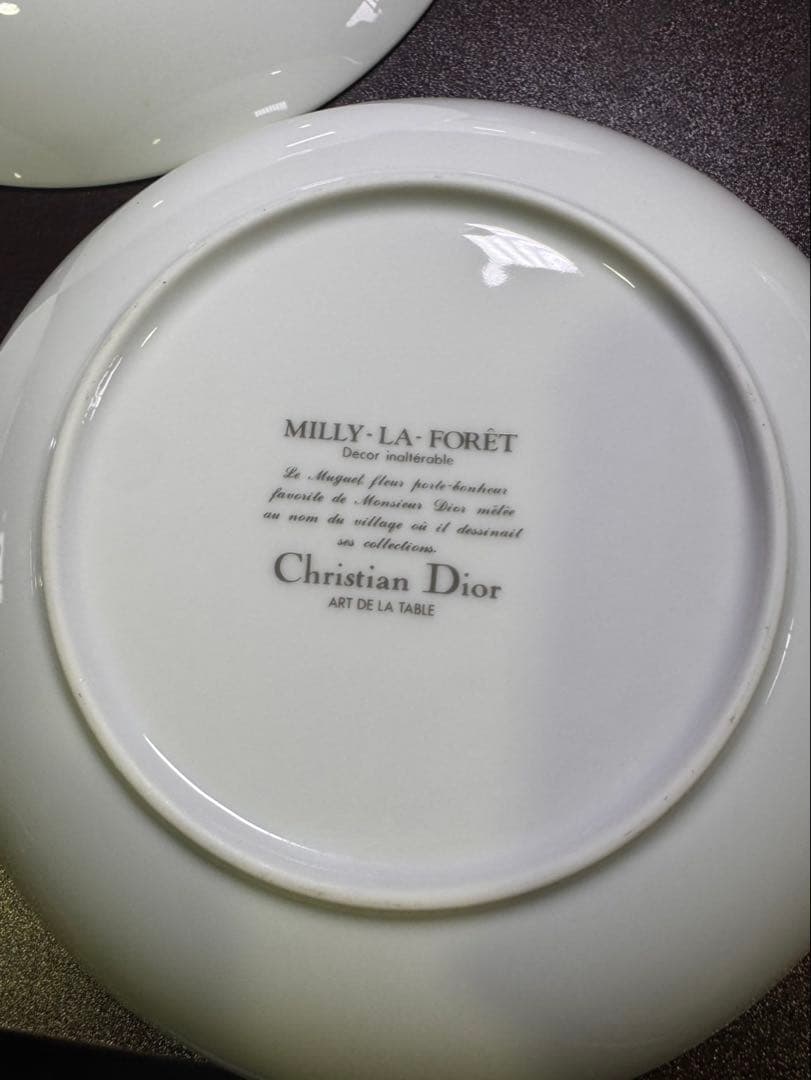 MILLY-LA-FORÊT
Décor inaltérable
Le Muguet fleur porte-bonheur
favorite de Monsieur Dior mêlée
au nom du village où il dessinait
ses collections.
Christian Dior
ART DE LA TABLE